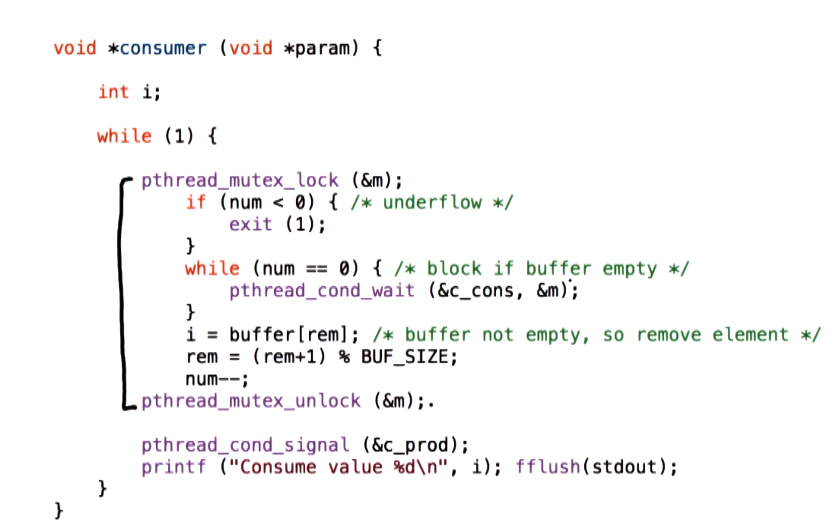 void *consumer (void *param) {
int i;
while (1) {
pthread_mutex_lock (&m);
if (num < 0) { /* underflow */
exit (1);
}
while (num == 0) { /* block if buffer empty */
pthread_cond_wait (&c_cons, &m);
}
i = buffer[rem]; /* buffer not empty, so remove element */
rem = (rem+1) % BUF_SIZE;
num--;
pthread_mutex_unlock (&m);.
pthread_cond_signal (&c_prod);
printf ("Consume value %d\n", i); fflush(stdout);
}
}